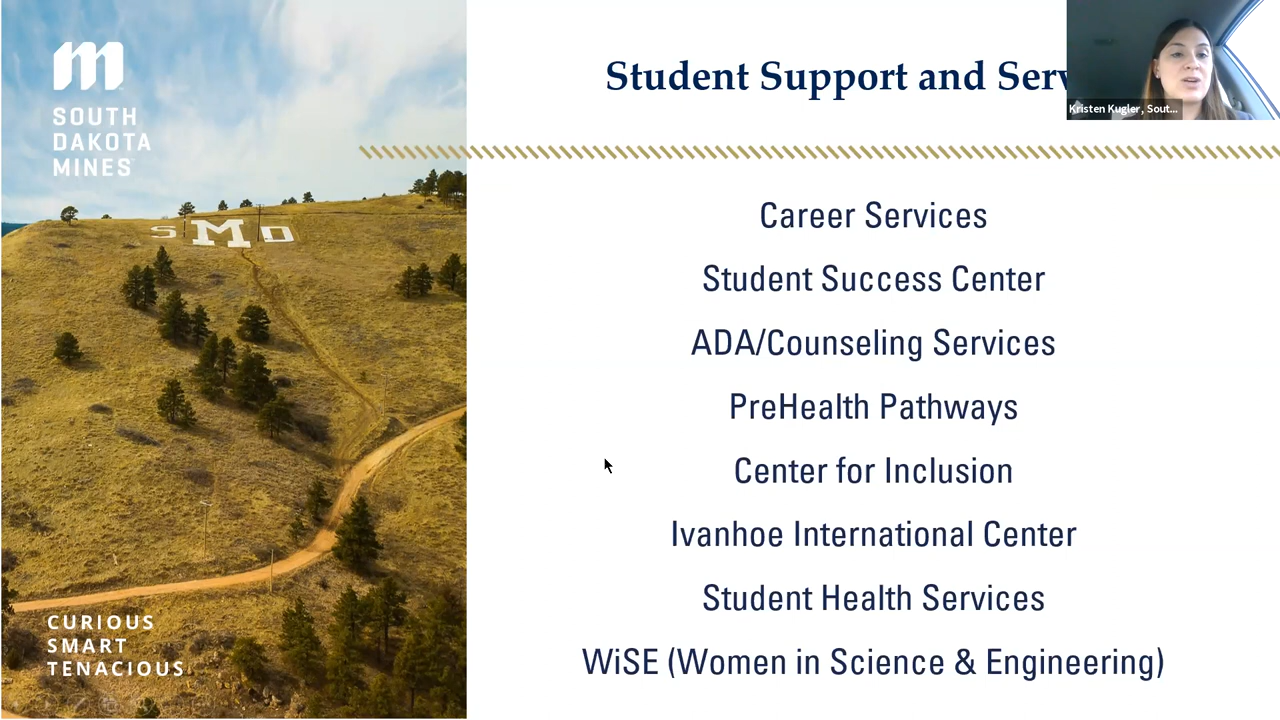 SOUTH
DAKOTA
MINES
S M D
CURIOUS
SMART
TENACIOUS
Student Support and Serv
Kristen Kugler, Sout...
Career Services
Student Success Center
ADA/Counseling Services
PreHealth Pathways
Center for Inclusion
Ivanhoe International Center
Student Health Services
WiSE (Women in Science & Engineering)